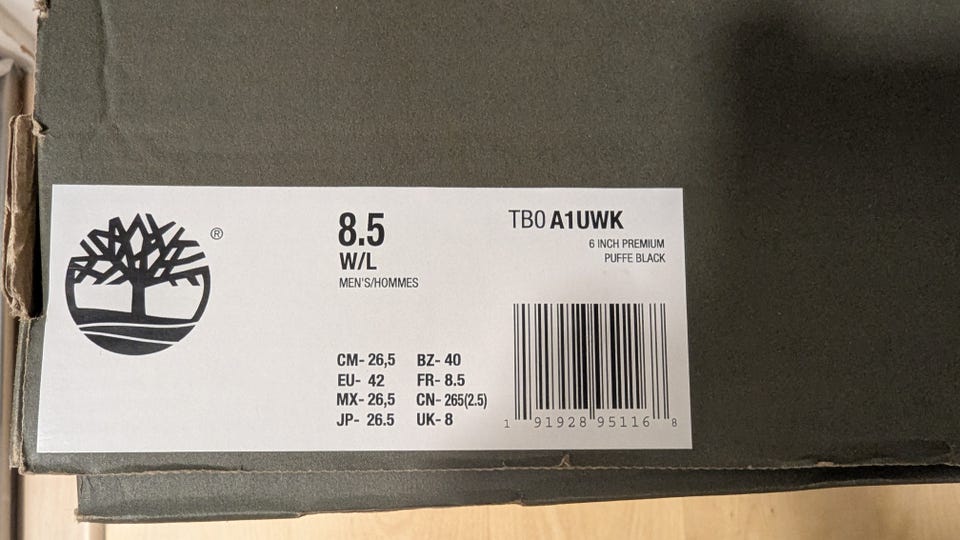 ®
8.5
W/L
MEN'S/HOMMES
TB0 A1UWK
6 INCH PREMIUM
PUFFE BLACK
CM- 26,5 BZ- 40
EU- 42 FR- 8.5
MX- 26,5 CN- 265(2.5)
JP- 26.5 UK- 8
1 91928 95116 8